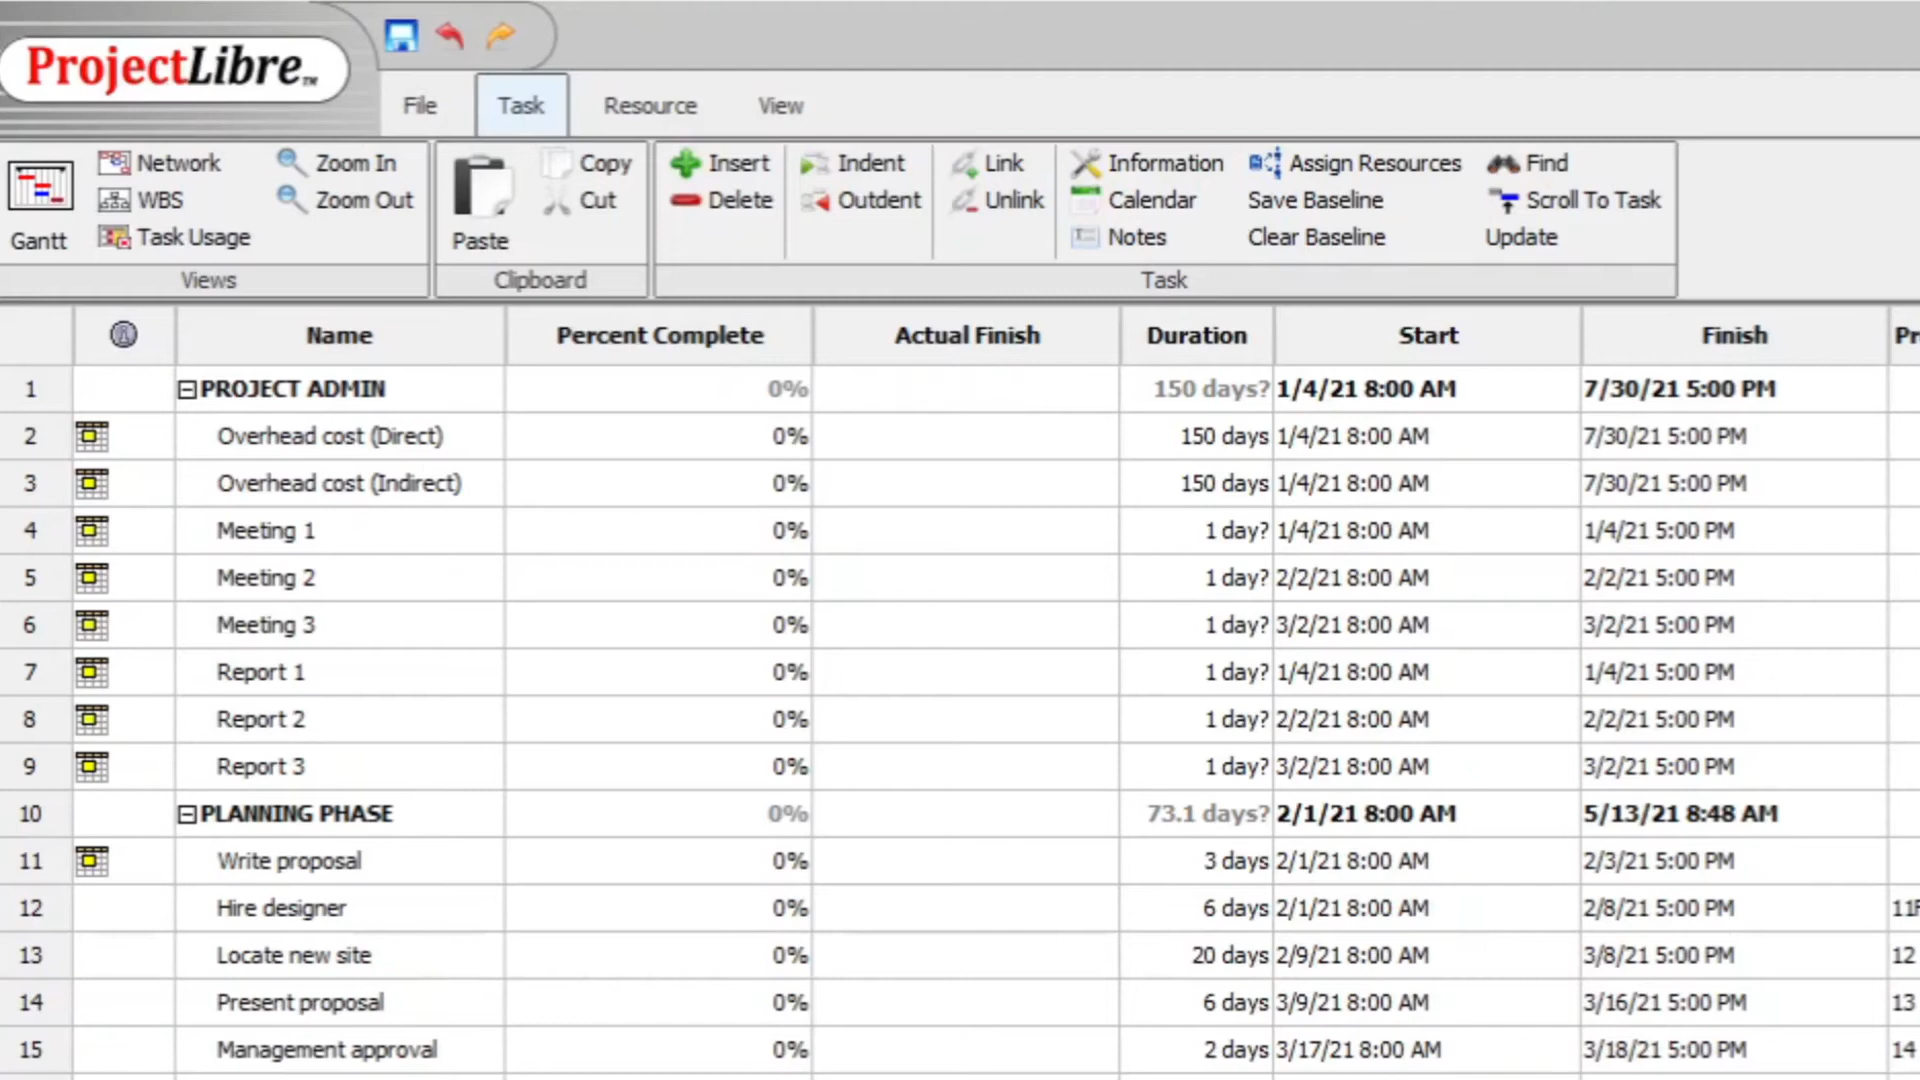 ProjectLibre™
File Task Resource View
Network Zoom In Copy Insert Indent Link Information Assign Resources Find
WBS Zoom Out Cut Delete Outdent Unlink Calendar Save Baseline Scroll To Task
Gantt Task Usage Paste Notes Clear Baseline Update
Views Clipboard Task
Name Percent Complete Actual Finish Duration Start Finish
1 PROJECT ADMIN 0% 150 days? 1/4/21 8:00 AM 7/30/21 5:00 PM
2 Overhead cost (Direct) 0% 150 days 1/4/21 8:00 AM 7/30/21 5:00 PM
3 Overhead cost (Indirect) 0% 150 days 1/4/21 8:00 AM 7/30/21 5:00 PM
4 Meeting 1 0% 1 day? 1/4/21 8:00 AM 1/4/21 5:00 PM
5 Meeting 2 0% 1 day? 2/2/21 8:00 AM 2/2/21 5:00 PM
6 Meeting 3 0% 1 day? 3/2/21 8:00 AM 3/2/21 5:00 PM
7 Report 1 0% 1 day? 1/4/21 8:00 AM 1/4/21 5:00 PM
8 Report 2 0% 1 day? 2/2/21 8:00 AM 2/2/21 5:00 PM
9 Report 3 0% 1 day? 3/2/21 8:00 AM 3/2/21 5:00 PM
10 PLANNING PHASE 0% 73.1 days? 2/1/21 8:00 AM 5/13/21 8:48 AM
11 Write proposal 0% 3 days 2/1/21 8:00 AM 2/3/21 5:00 PM
12 Hire designer 0% 6 days 2/1/21 8:00 AM 2/8/21 5:00 PM
13 Locate new site 0% 20 days 2/9/21 8:00 AM 3/8/21 5:00 PM 12
14 Present proposal 0% 6 days 3/9/21 8:00 AM 3/16/21 5:00 PM 13
15 Management approval 0% 2 days 3/17/21 8:00 AM 3/18/21 5:00 PM 14